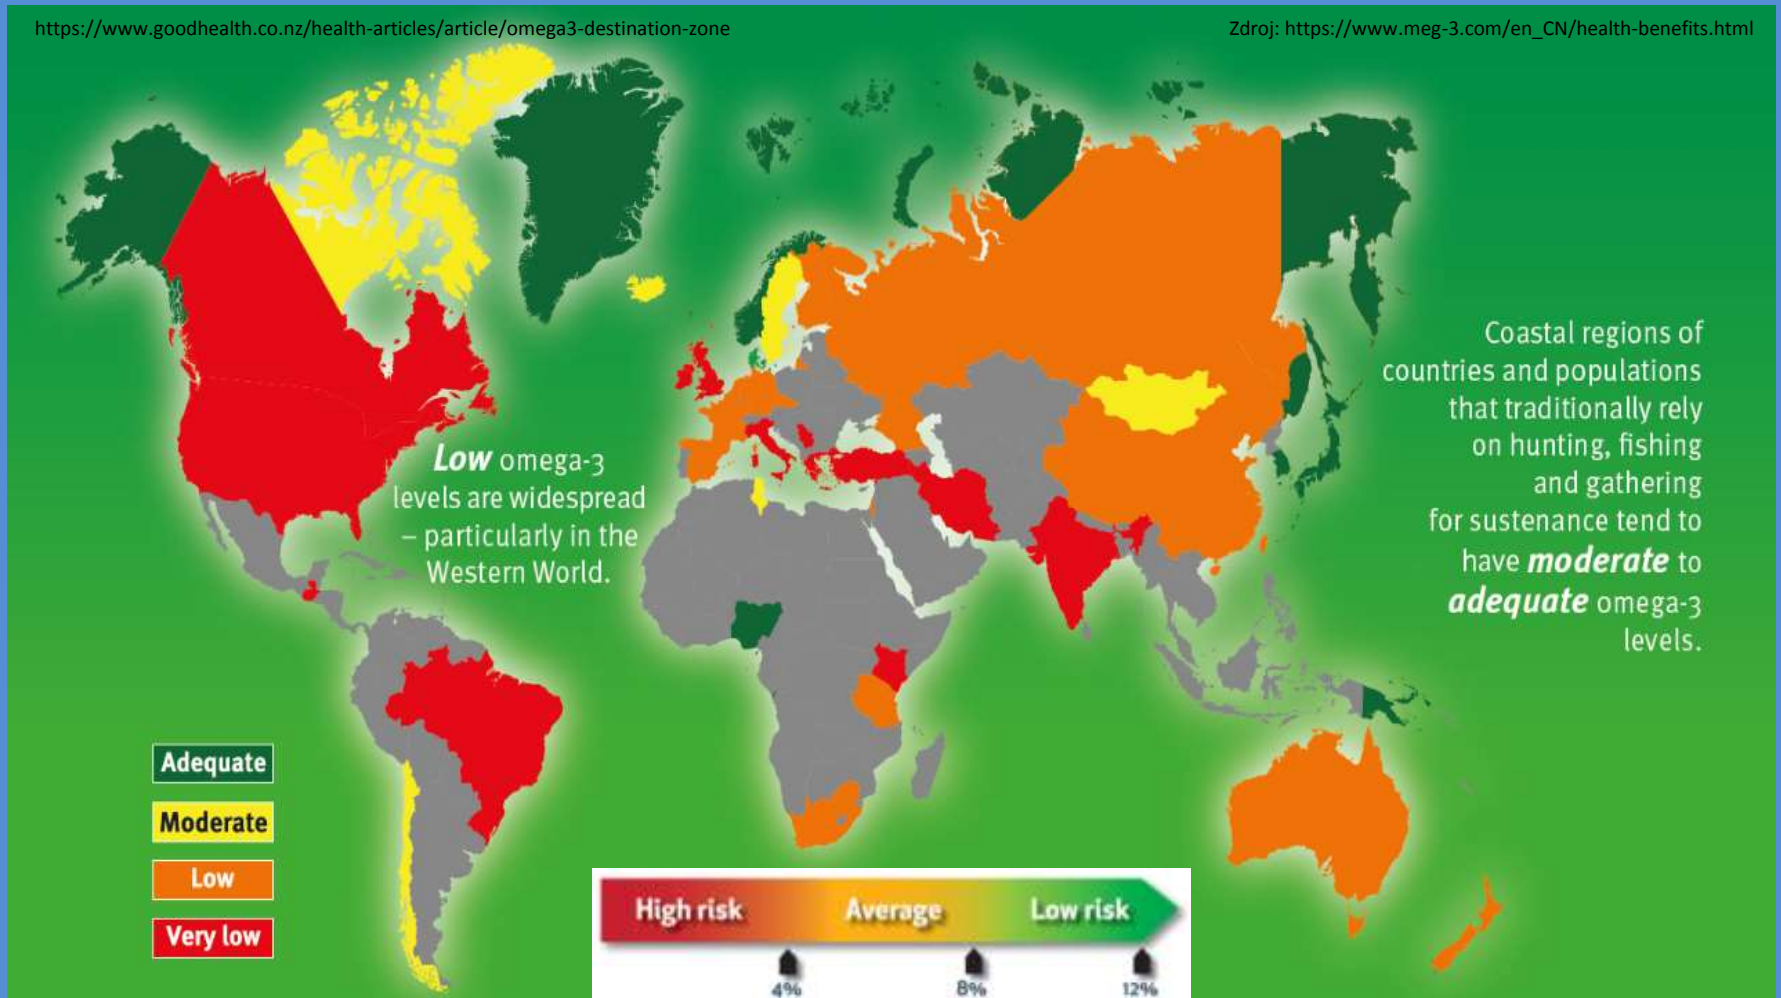 https://www.goodhealth.co.nz/health-articles/article/omega3-destination-zone
Zdroj: https://www.meg-3.com/en_CN/health-benefits.html
Low omega-3
levels are widespread
– particularly in the
Western World.
Coastal regions of
countries and populations
that traditionally rely
on hunting, fishing
and gathering
for sustenance tend to
have moderate to
adequate omega-3
levels.
Adequate
Moderate
Low
Very low
High risk
Average
Low risk
4%
8%
12%